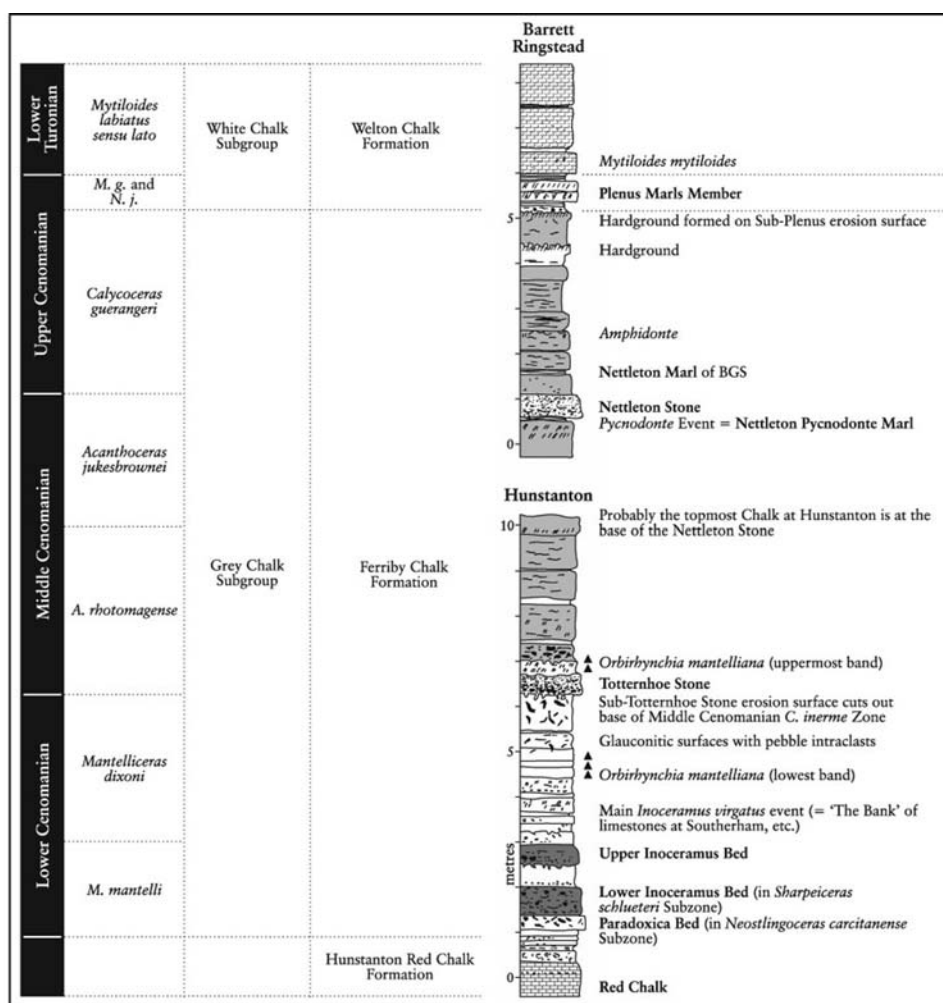 Barrett
Ringstead
Lower
Turonian
Mytiloides
labiatus
sensu lato
White Chalk
Subgroup
Welton Chalk
Formation
Mytiloides mytiloides
M. g. and
N. j.
Plenus Marls Member
5
Hardground formed on Sub-Plenus erosion surface
Hardground
Upper Cenomanian
Calycoceras
guerangeri
Amphidonte
Nettleton Marl of BGS
Nettleton Stone
Pycnodonte Event = Nettleton Pycnodonte Marl
0
Middle Cenomanian
Acanthoceras
jukesbrownei
Hunstanton
10
Probably the topmost Chalk at Hunstanton is at the
base of the Nettleton Stone
Grey Chalk
Subgroup
Ferriby Chalk
Formation
A. rhotomagense
Orbirhynchia mantelliana (uppermost band)
Totternhoe Stone
Sub-Totternhoe Stone erosion surface cuts out
base of Middle Cenomanian C. inerme Zone
Glauconitic surfaces with pebble intraclasts
5
Orbirhynchia mantelliana (lowest band)
Lower Cenomanian
Mantelliceras
dixoni
Main Inoceramus virgatus event (= 'The Bank' of
limestones at Southerham, etc.)
metres
Upper Inoceramus Bed
M. mantelli
Lower Inoceramus Bed (in Sharpeiceras
schlueteri Subzone)
Paradoxica Bed (in Neostlingoceras carcitanense
Subzone)
Hunstanton Red Chalk
Formation
0
Red Chalk